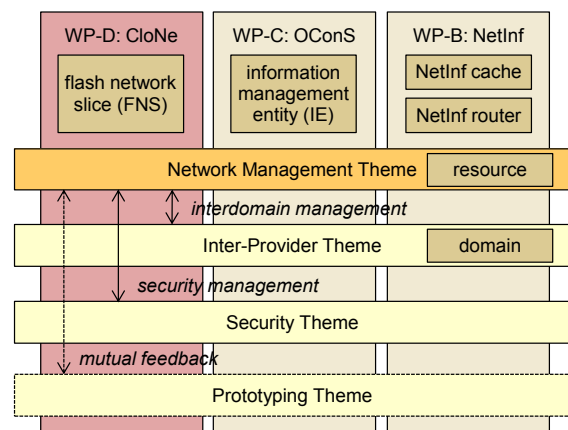 WP-D: CloNe
WP-C: OConS
WP-B: NetInf
flash network
slice (FNS)
information
management
entity (IE)
NetInf cache
NetInf router
Network Management Theme
resource
interdomain management
Inter-Provider Theme
domain
security management
Security Theme
mutual feedback
Prototyping Theme